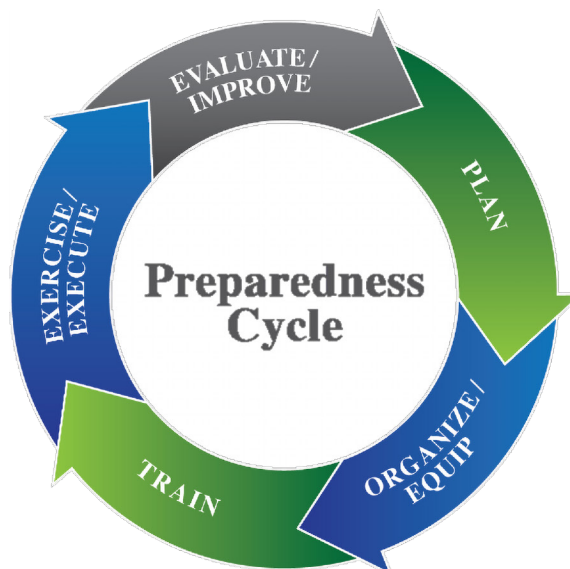 Preparedness
Cycle
EVALUATE /
IMPROVE
PLAN
ORGANIZE /
EQUIP
TRAIN
EXERCISE /
EXECUTE